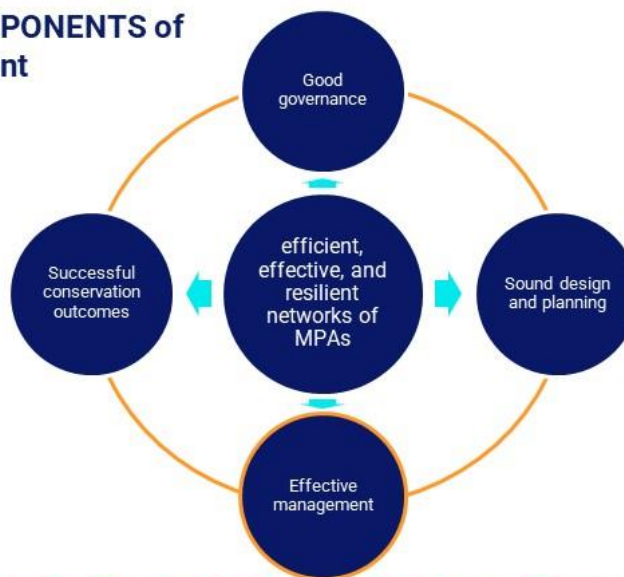 PONENTS of
nt
Good
governance
Successful
conservation
outcomes
efficient,
effective, and
resilient
networks of
MPAs
Sound design
and planning
Effective
management